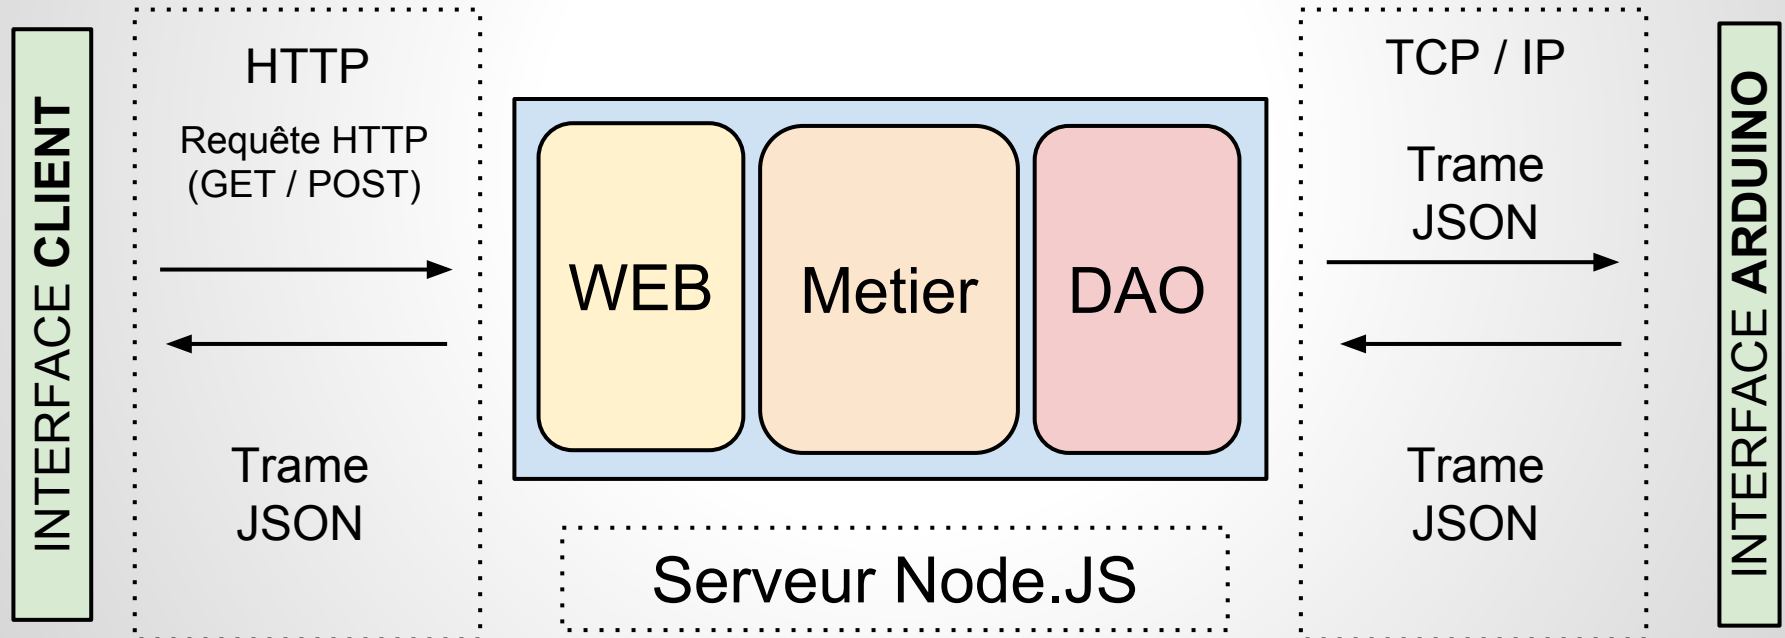 INTERFACE CLIENT
HTTP
Requête HTTP
(GET / POST)
Trame
JSON
WEB
Metier
DAO
Serveur Node.JS
TCP / IP
Trame
JSON
Trame
JSON
INTERFACE ARDUINO